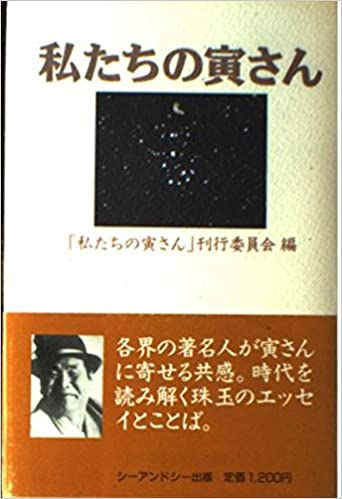 私たちの寅さん
「私たちの寅さん」刊行委員会 編
各界の著名人が寅さん
に寄せる共感。時代を
読み解く珠玉のエッセ
イとことば。
シーアンドシー出版 定価1,200円